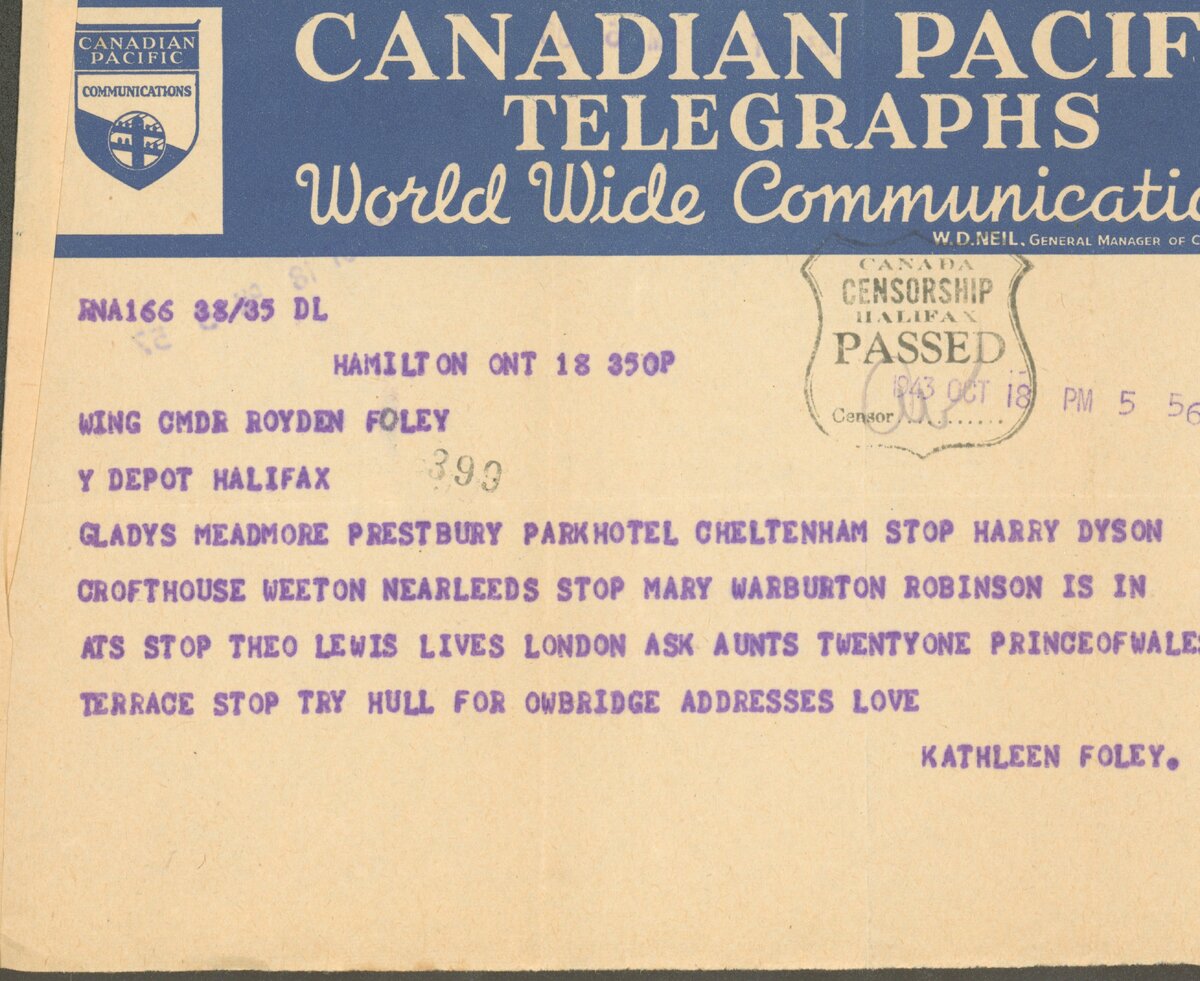 CANADIAN
PACIFIC
COMMUNICATIONS
CANADIAN PACIF
TELEGRAPHS
World Wide Communicati
W.D.NEIL, GENERAL MANAGER OF C
CANADA
CENSORSHIP
HALIFAX
PASSED
Censor
1943 OCT 18 PM 5 56
RNA166 38/35 DL
HAMILTON ONT 18 350P
WING CMDR ROYDEN FOLEY
Y DEPOT HALIFAX
390
GLADYS MEADMORE PRESTBURY PARKHOTEL CHELTENHAM STOP HARRY DYSON
CROFTHOUSE WEETON NEARLEEDS STOP MARY WARBURTON ROBINSON IS IN
ATS STOP THEO LEWIS LIVES LONDON ASK AUNTS TWENTYONE PRINCEOFWALES
TERRACE STOP TRY HULL FOR OWBRIDGE ADDRESSES LOVE
KATHLEEN FOLEY.